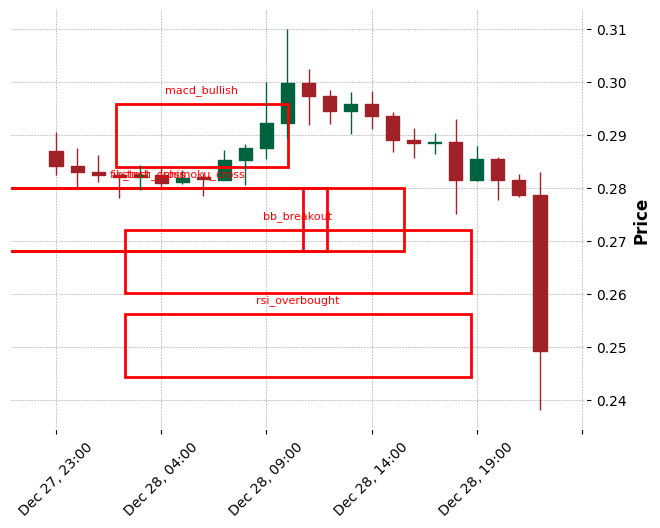 0.31
macd_bullish
0.30
0.29
0.28
bb_breakout
0.27
rsi_overbought
0.26
0.25
0.24
Price
Dec 27, 23:00
Dec 28, 04:00
Dec 28, 09:00
Dec 28, 14:00
Dec 28, 19:00